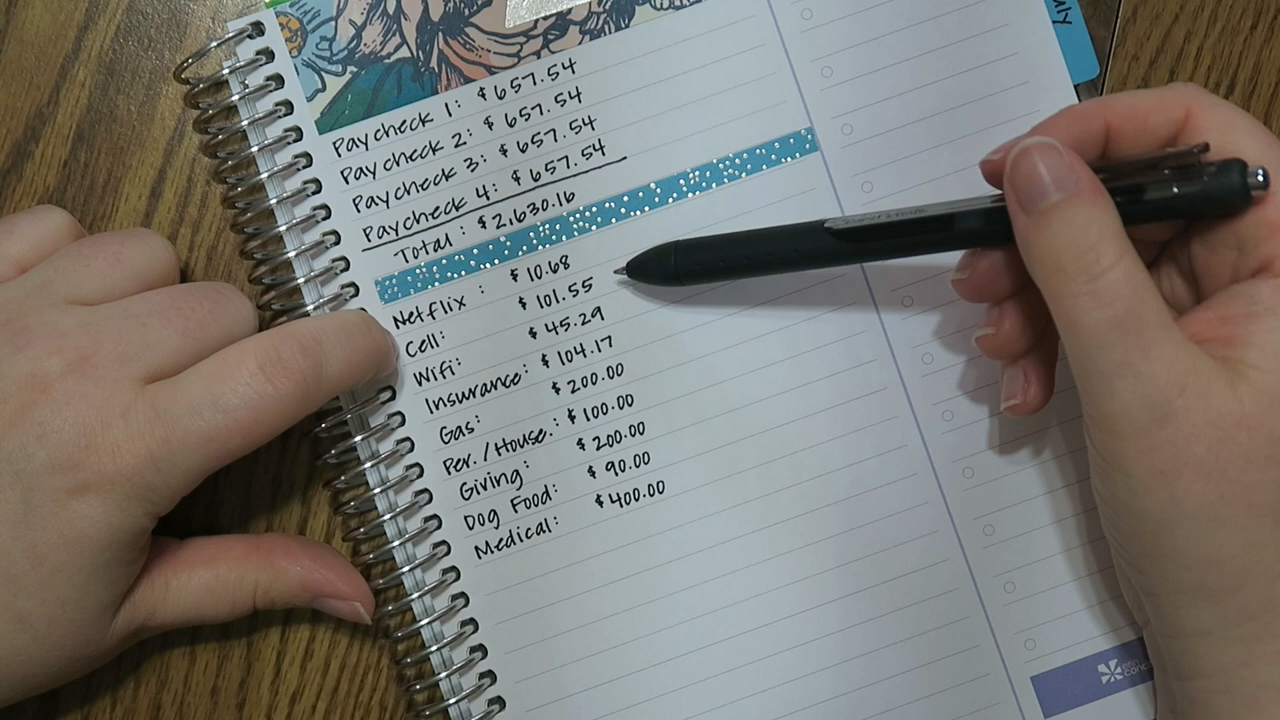 Paycheck 1: $657.54
Paycheck 2: $657.54
Paycheck 3: $657.54
Paycheck 4: $657.54
Total: $2,630.16
Netflix: $10.68
Cell: $101.55
Wifi: $45.29
Insurance: $104.17
Gas: $200.00
Per./House.: $100.00
Giving: $200.00
Dog Food: $90.00
Medical: $400.00